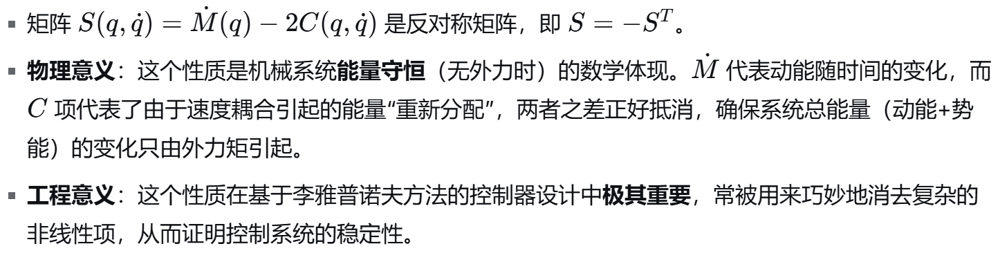 ▪ 矩阵 $S(q, \dot{q}) = \dot{M}(q) - 2C(q, \dot{q})$ 是反对称矩阵，即 $S = -S^T$。
▪ 物理意义：这个性质是机械系统能量守恒（无外力时）的数学体现。$\dot{M}$ 代表动能随时间的变化，而
$C$ 项代表了由于速度耦合引起的能量“重新分配”，两者之差正好抵消，确保系统总能量（动能+势
能）的变化只由外力矩引起。
▪ 工程意义：这个性质在基于李雅普诺夫方法的控制器设计中极其重要，常被用来巧妙地消去复杂的
非线性项，从而证明控制系统的稳定性。